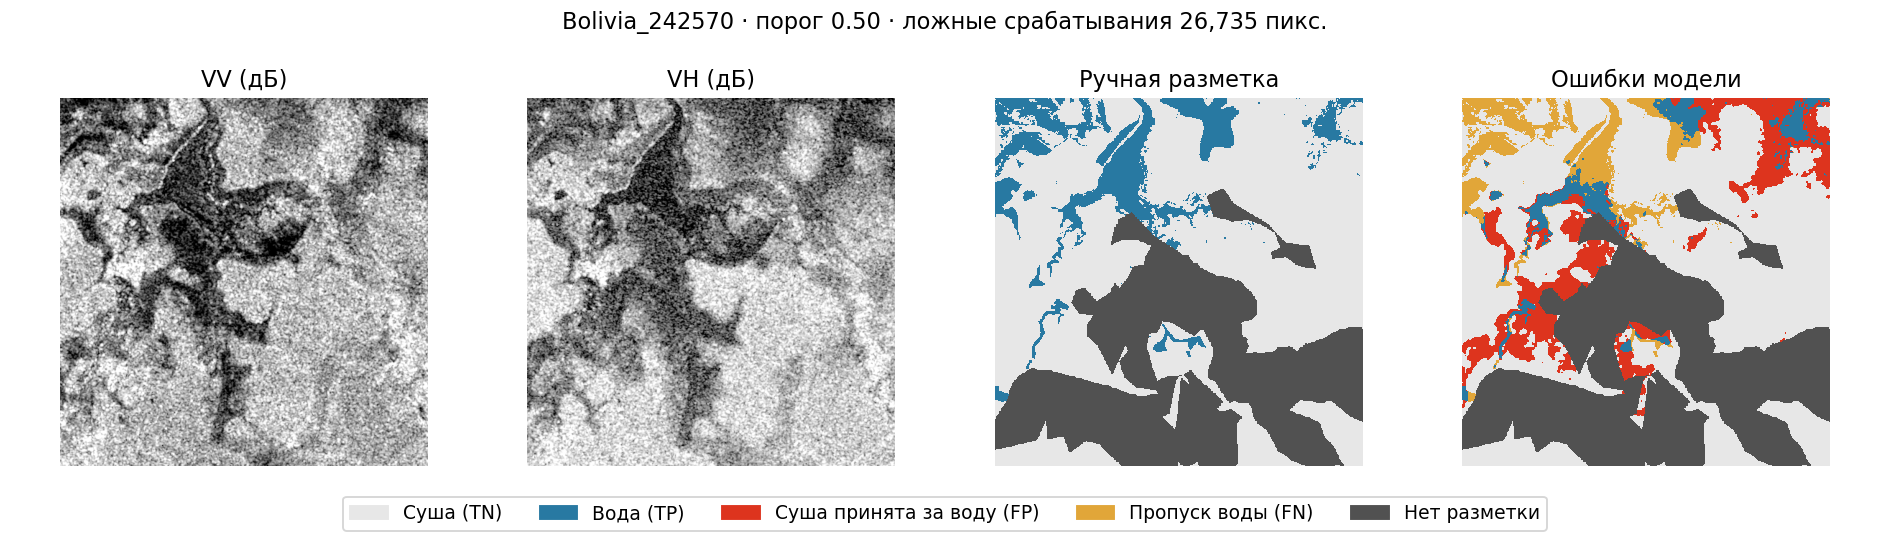 Bolivia_242570 · порог 0.50 · ложные срабатывания 26,735 пикс.
VV (дБ)
VH (дБ)
Ручная разметка
Ошибки модели
Суша (TN)
Вода (TP)
Суша принята за воду (FP)
Пропуск воды (FN)
Нет разметки